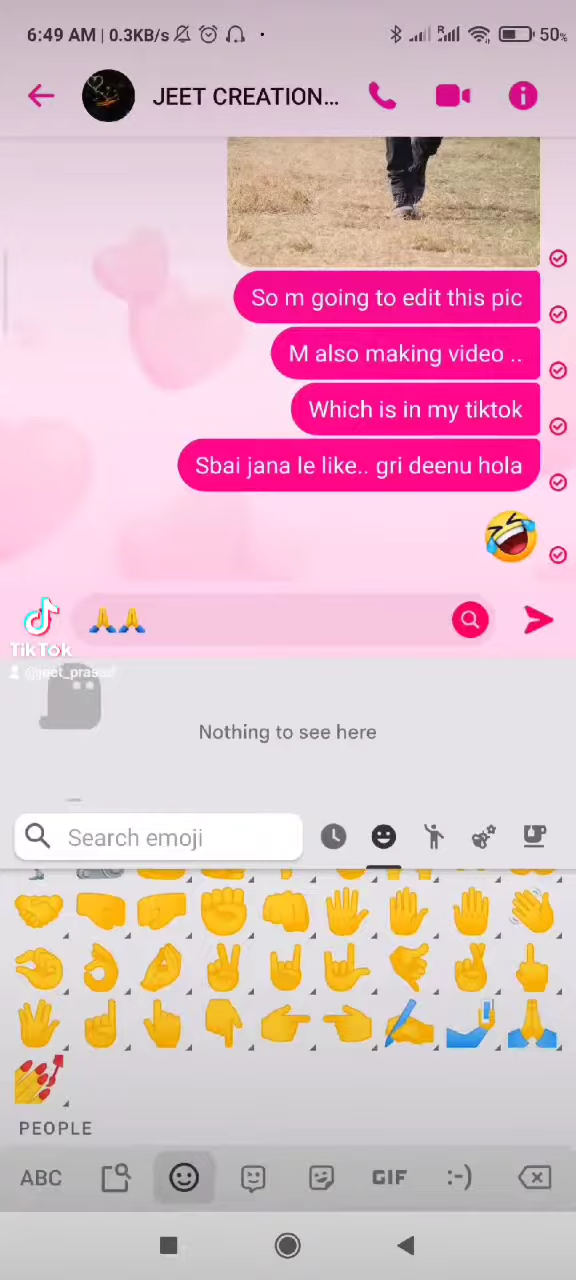 6:49 AM | 0.3KB/s
50%
JEET CREATION...
So m going to edit this pic
M also making video ..
Which is in my tiktok
Sbai jana le like.. gri deenu hola
TikTok
@jeet_prasad
Nothing to see here
Search emoji
PEOPLE
ABC
GIF
:-)